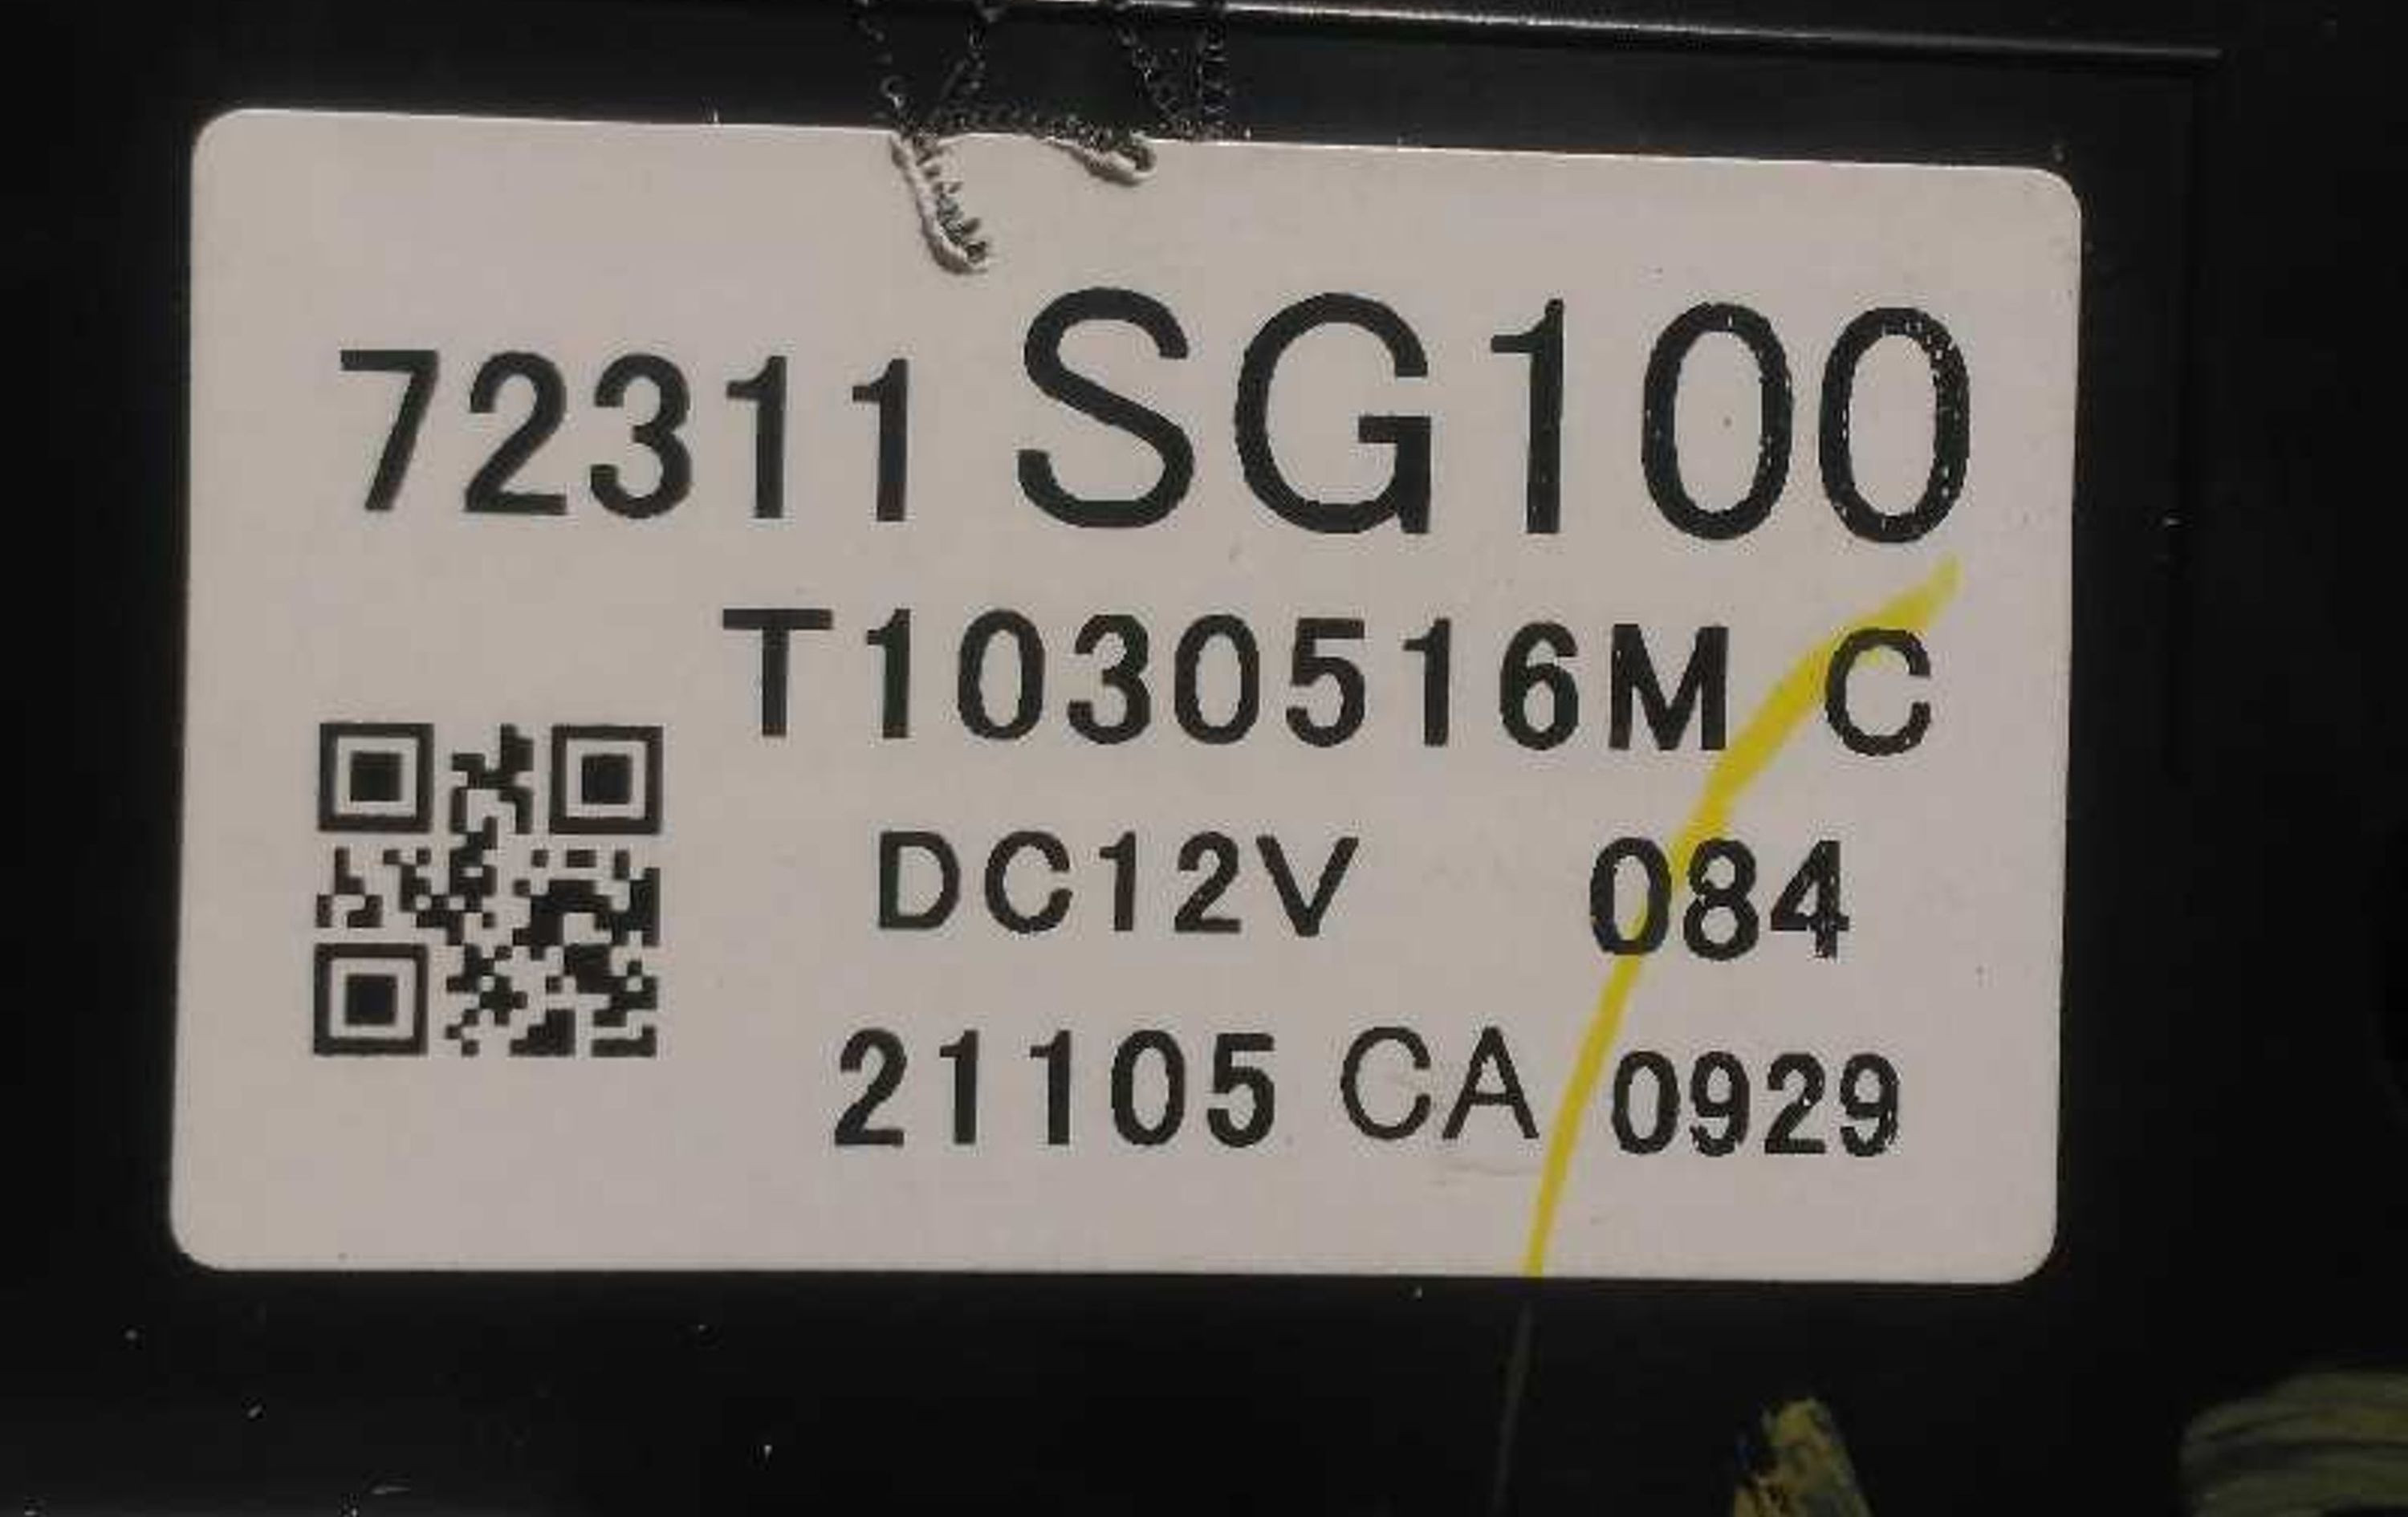 72311 SG100
T1030516M C
DC12V 084
21105 CA 0929